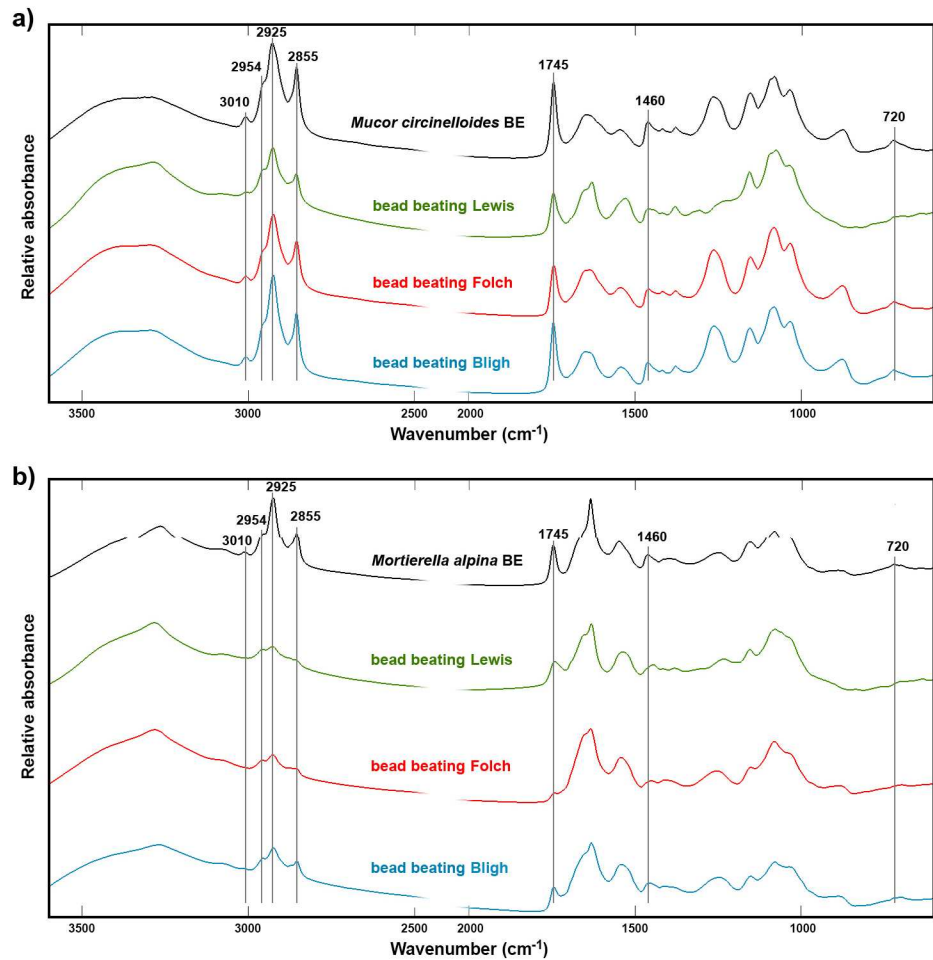 a)
2925
2954
2855
3010
1745
1460
720
Mucor circinelloides BE
bead beating Lewis
bead beating Folch
bead beating Bligh
Relative absorbance
3500 3000 2500 2000 1500 1000
Wavenumber (cm-1)
b)
2925
2954
2855
3010
1745
1460
720
Mortierella alpina BE
bead beating Lewis
bead beating Folch
bead beating Bligh
Relative absorbance
3500 3000 2500 2000 1500 1000
Wavenumber (cm-1)